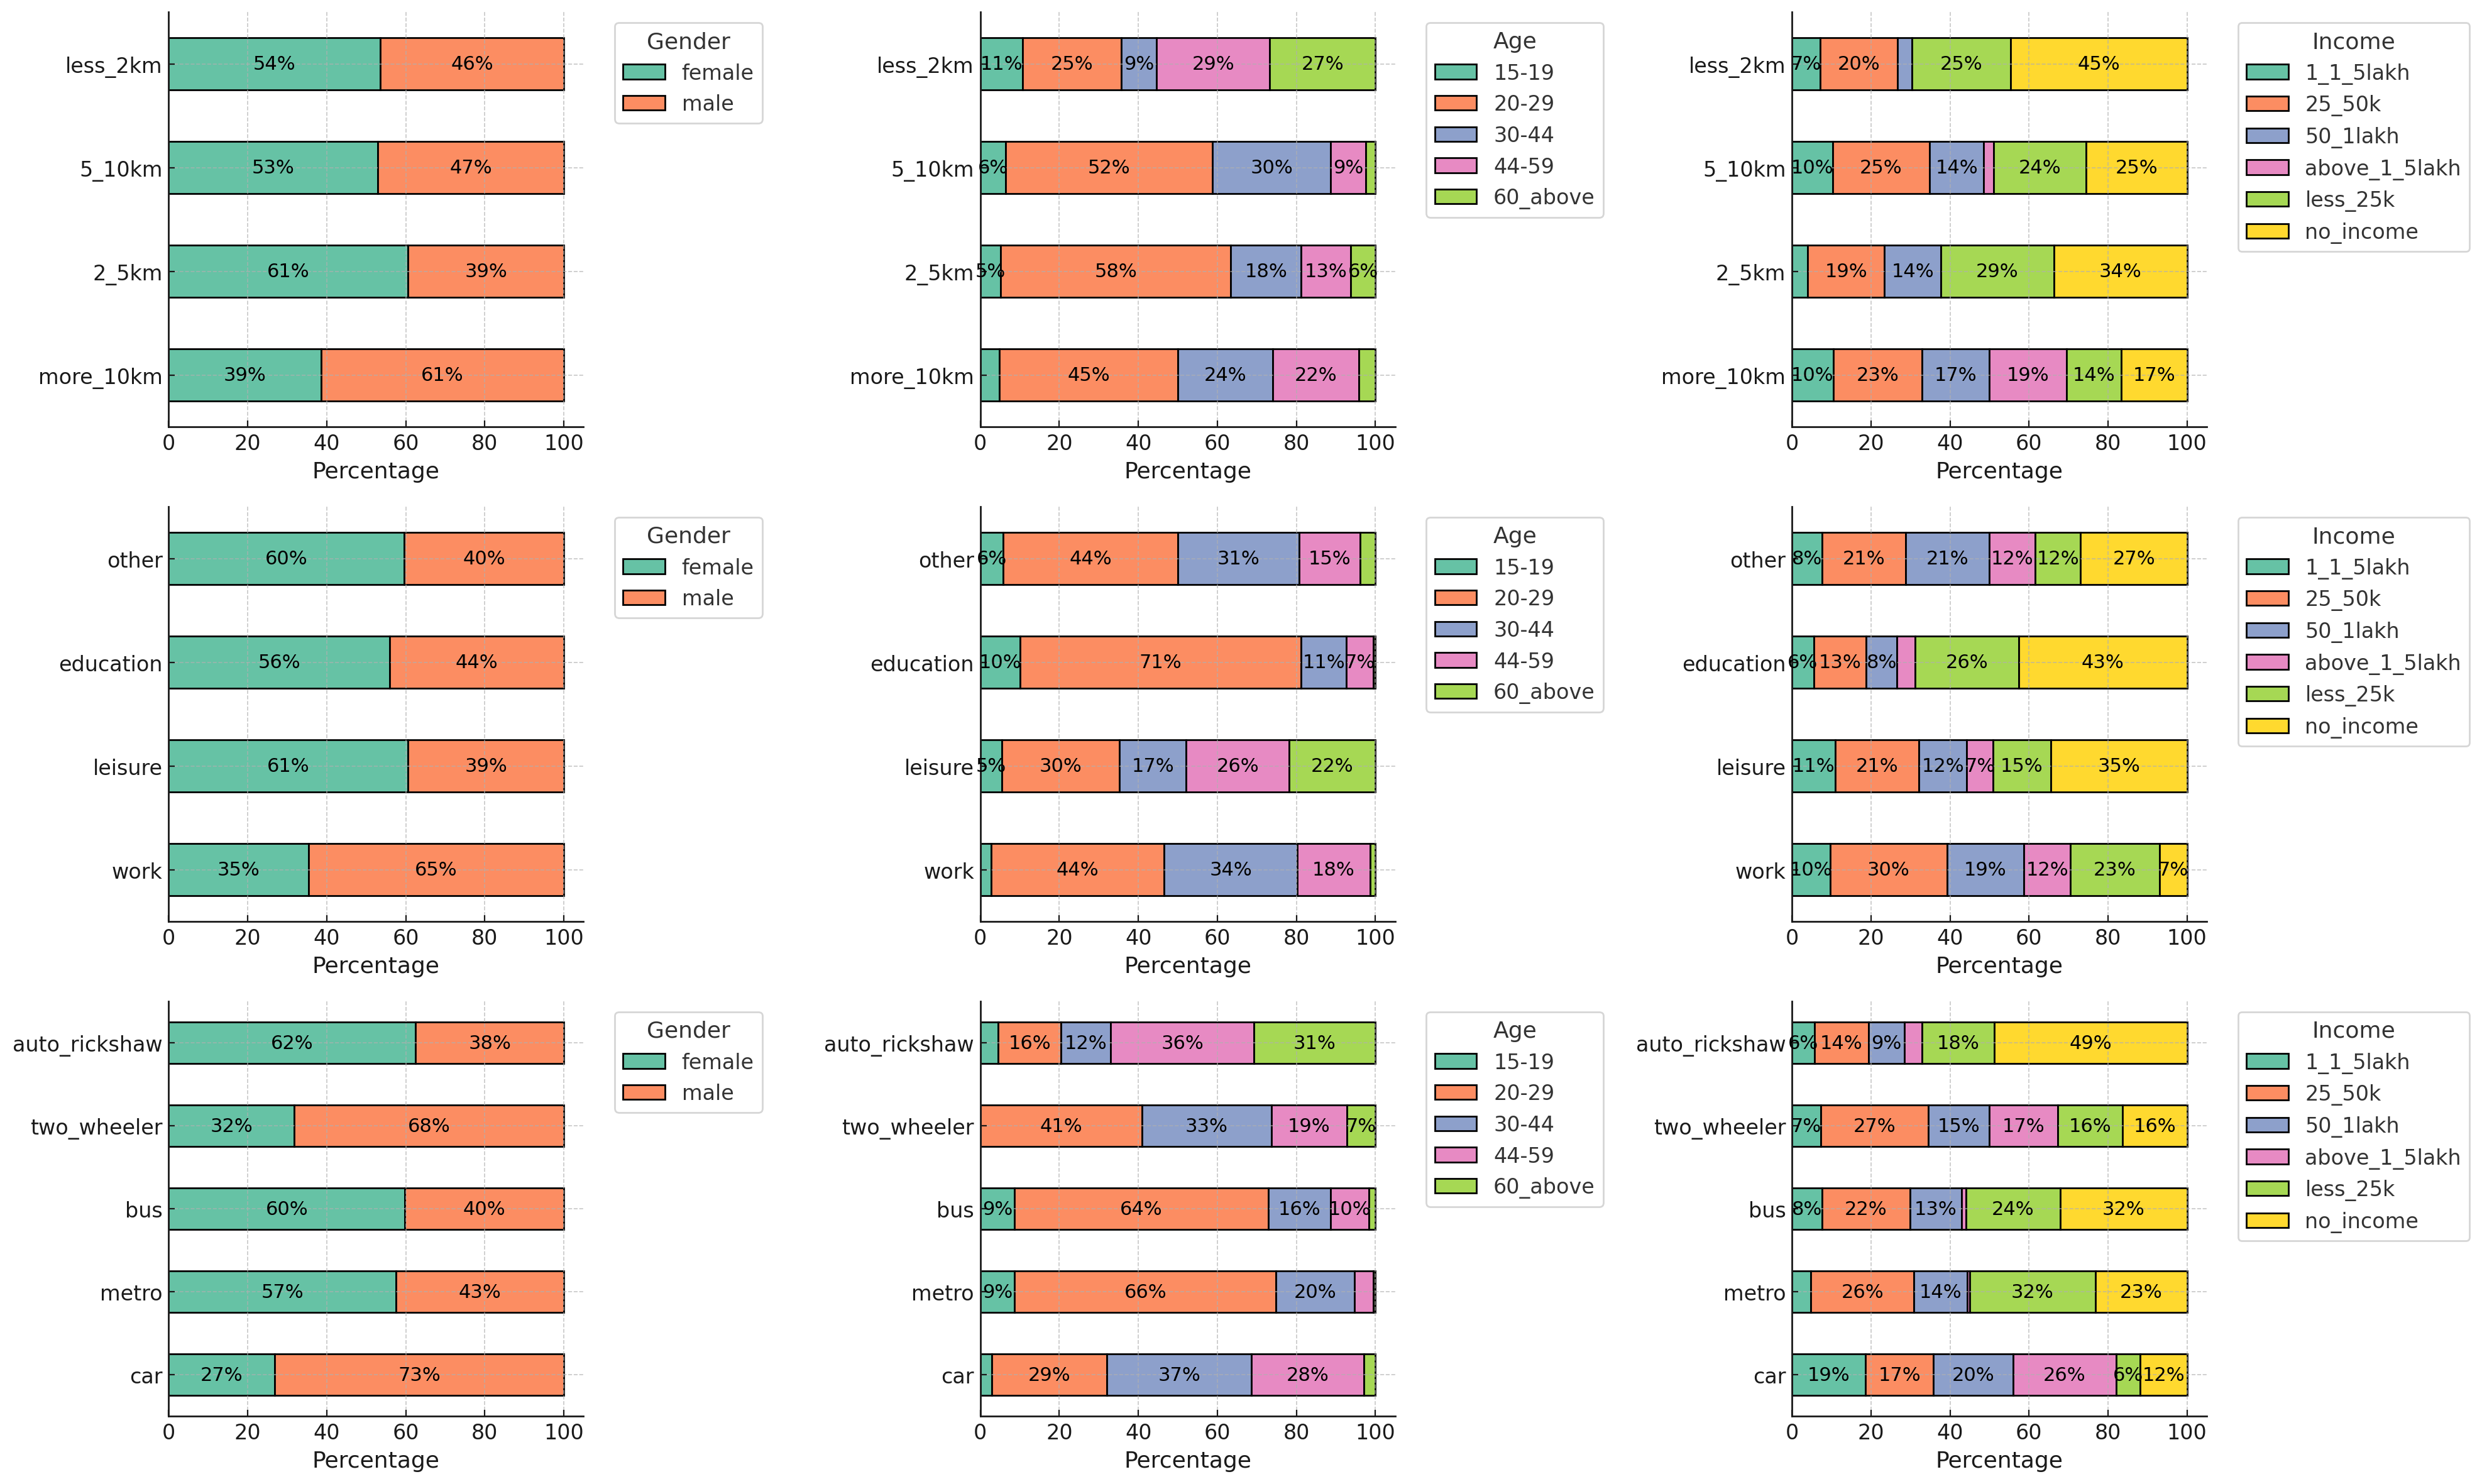 less_2km 54% 46%
5_10km 53% 47%
2_5km 61% 39%
more_10km 39% 61%
0 20 40 60 80 100
Percentage
Gender
female
male
less_2km 11% 25% 9% 29% 27%
5_10km 6% 52% 30% 9%
2_5km 5% 58% 18% 13% 6%
more_10km 45% 24% 22%
0 20 40 60 80 100
Percentage
Age
15-19
20-29
30-44
44-59
60_above
less_2km 7% 20% 25% 45%
5_10km 10% 25% 14% 24% 25%
2_5km 19% 14% 29% 34%
more_10km 10% 23% 17% 19% 14% 17%
0 20 40 60 80 100
Percentage
Income
1_1_5lakh
25_50k
50_1lakh
above_1_5lakh
less_25k
no_income
other 60% 40%
education 56% 44%
leisure 61% 39%
work 35% 65%
0 20 40 60 80 100
Percentage
Gender
female
male
other 6% 44% 31% 15%
education 10% 71% 11% 7%
leisure 5% 30% 17% 26% 22%
work 44% 34% 18%
0 20 40 60 80 100
Percentage
Age
15-19
20-29
30-44
44-59
60_above
other 8% 21% 21% 12% 12% 27%
education 6% 13% 8% 26% 43%
leisure 11% 21% 12% 7% 15% 35%
work 10% 30% 19% 12% 23% 7%
0 20 40 60 80 100
Percentage
Income
1_1_5lakh
25_50k
50_1lakh
above_1_5lakh
less_25k
no_income
auto_rickshaw 62% 38%
two_wheeler 32% 68%
bus 60% 40%
metro 57% 43%
car 27% 73%
0 20 40 60 80 100
Percentage
Gender
female
male
auto_rickshaw 16% 12% 36% 31%
two_wheeler 41% 33% 19% 7%
bus 9% 64% 16% 10%
metro 9% 66% 20%
car 29% 37% 28%
0 20 40 60 80 100
Percentage
Age
15-19
20-29
30-44
44-59
60_above
auto_rickshaw 6% 14% 9% 18% 49%
two_wheeler 7% 27% 15% 17% 16% 16%
bus 8% 22% 13% 24% 32%
metro 26% 14% 32% 23%
car 19% 17% 20% 26% 6% 12%
0 20 40 60 80 100
Percentage
Income
1_1_5lakh
25_50k
50_1lakh
above_1_5lakh
less_25k
no_income